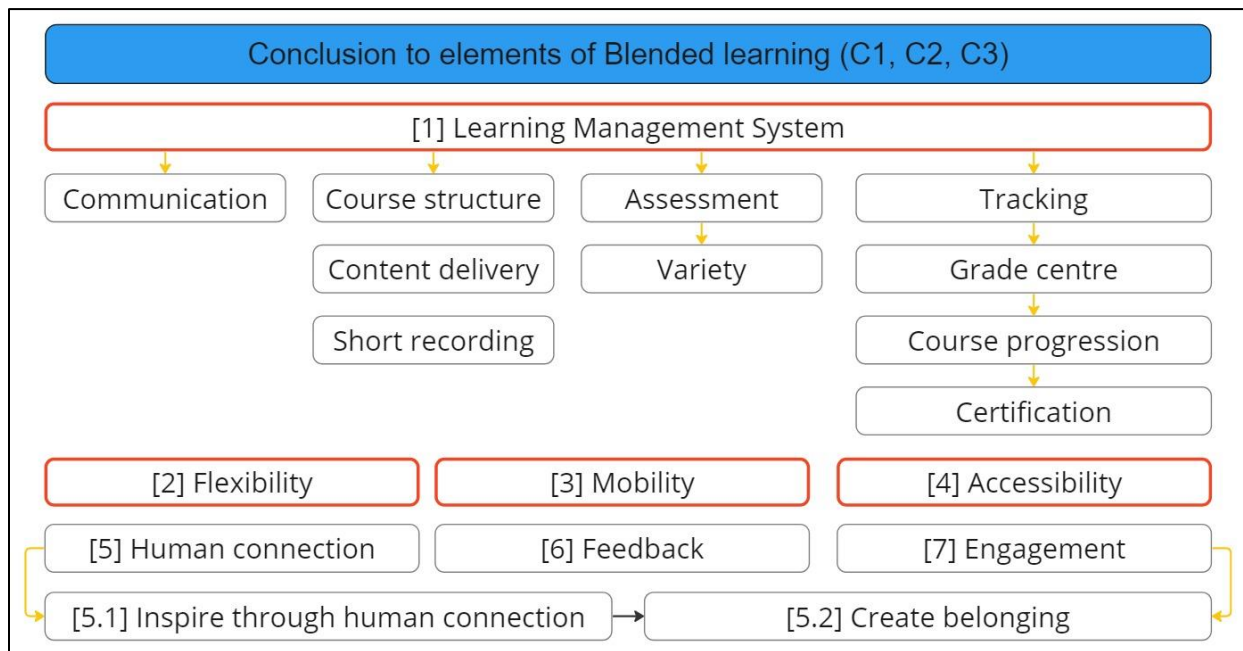 Conclusion to elements of Blended learning (C1, C2, C3)
[1] Learning Management System
Communication
Course structure
Assessment
Tracking
Content delivery
Variety
Grade centre
Short recording
Course progression
Certification
[2] Flexibility
[3] Mobility
[4] Accessibility
[5] Human connection
[6] Feedback
[7] Engagement
[5.1] Inspire through human connection
[5.2] Create belonging